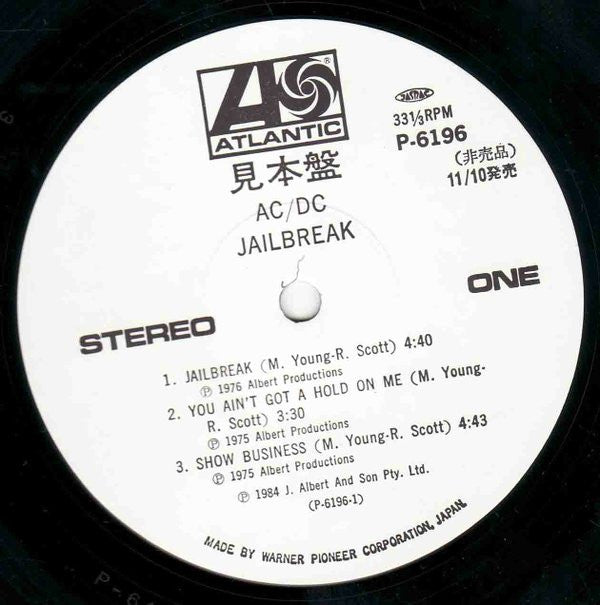 ATLANTIC
®
JASRAC
33⅓RPM
P-6196
(非売品)
11/10発売
見本盤
AC/DC
JAILBREAK
STEREO
ONE
1. JAILBREAK (M. Young-R. Scott) 4:40
Ⓟ 1976 Albert Productions
2. YOU AIN'T GOT A HOLD ON ME (M. Young-
R. Scott) 3:30
Ⓟ 1975 Albert Productions
3. SHOW BUSINESS (M. Young-R. Scott) 4:43
Ⓟ 1975 Albert Productions
Ⓟ 1984 J. Albert And Son Pty. Ltd.
(P-6196-1)
MADE BY WARNER PIONEER CORPORATION, JAPAN.